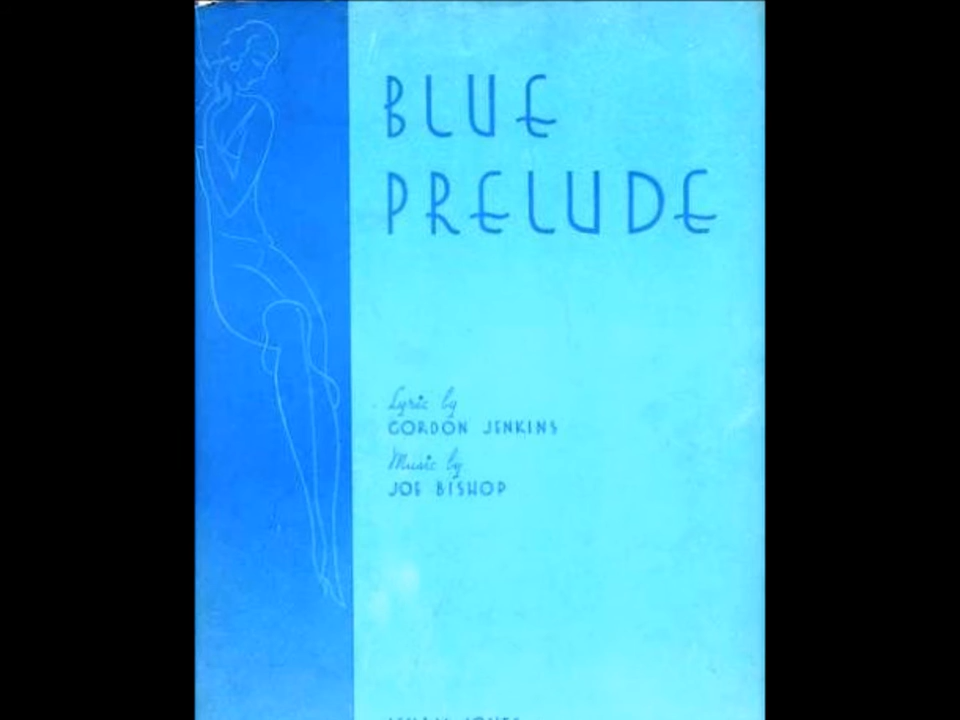 BLUE
PRELUDE
Lyric by
GORDON JENKINS
Music by
JOE BISHOP